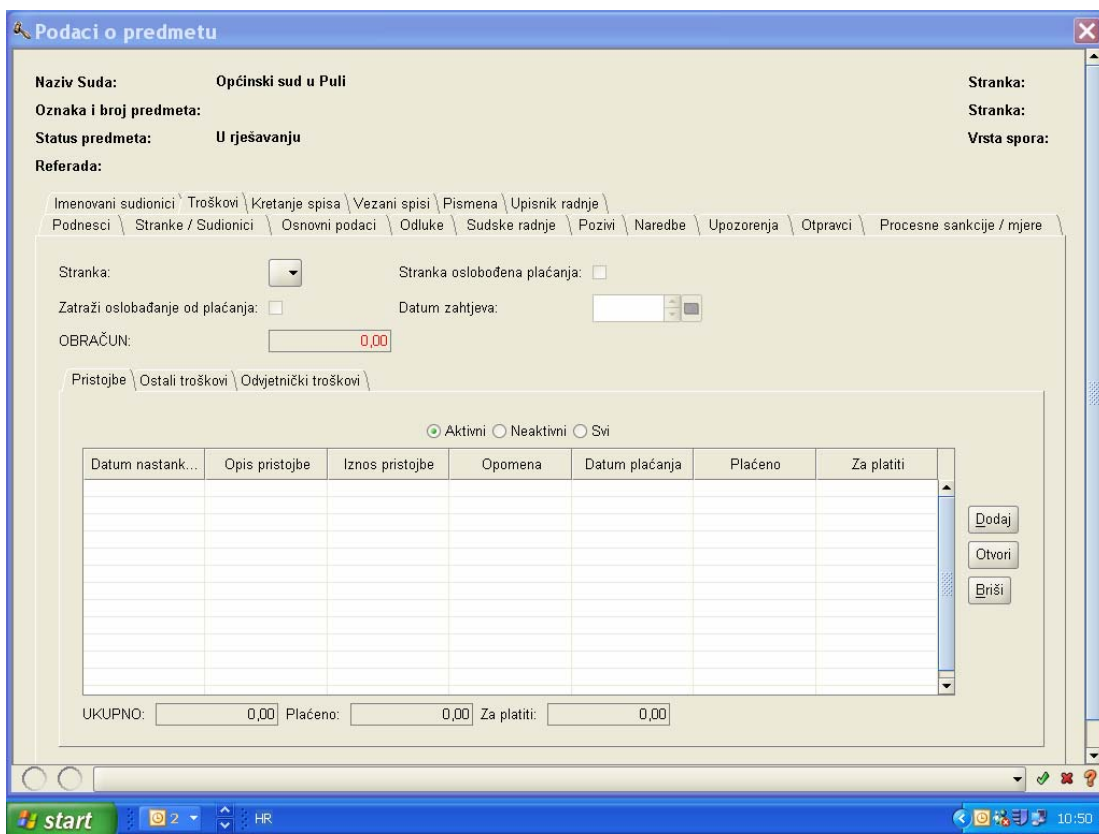 Podaci o predmetu
Naziv Suda: Općinski sud u Puli Stranka:
Oznaka i broj predmeta: Stranka:
Status predmeta: U rješavanju Vrsta spora:
Referada:
Imenovani sudionici Troškovi Kretanje spisa Vezani spisi Pismena Upisnik radnje
Podnesci Stranke / Sudionici Osnovni podaci Odluke Sudske radnje Pozivi Naredbe Upozorenja Otpravci Procesne sankcije / mjere
Stranka: Stranka oslobođena plaćanja:
Zatraži oslobađanje od plaćanja: Datum zahtjeva:
OBRAČUN: 0,00
Pristojbe Ostali troškovi Odvjetnički troškovi
Aktivni Neaktivni Svi
Datum nastank... Opis pristojbe Iznos pristojbe Opomena Datum plaćanja Plaćeno Za platiti
Dodaj
Otvori
Briši
UKUPNO: 0,00 Plaćeno: 0,00 Za platiti: 0,00
start 2 HR 10:50